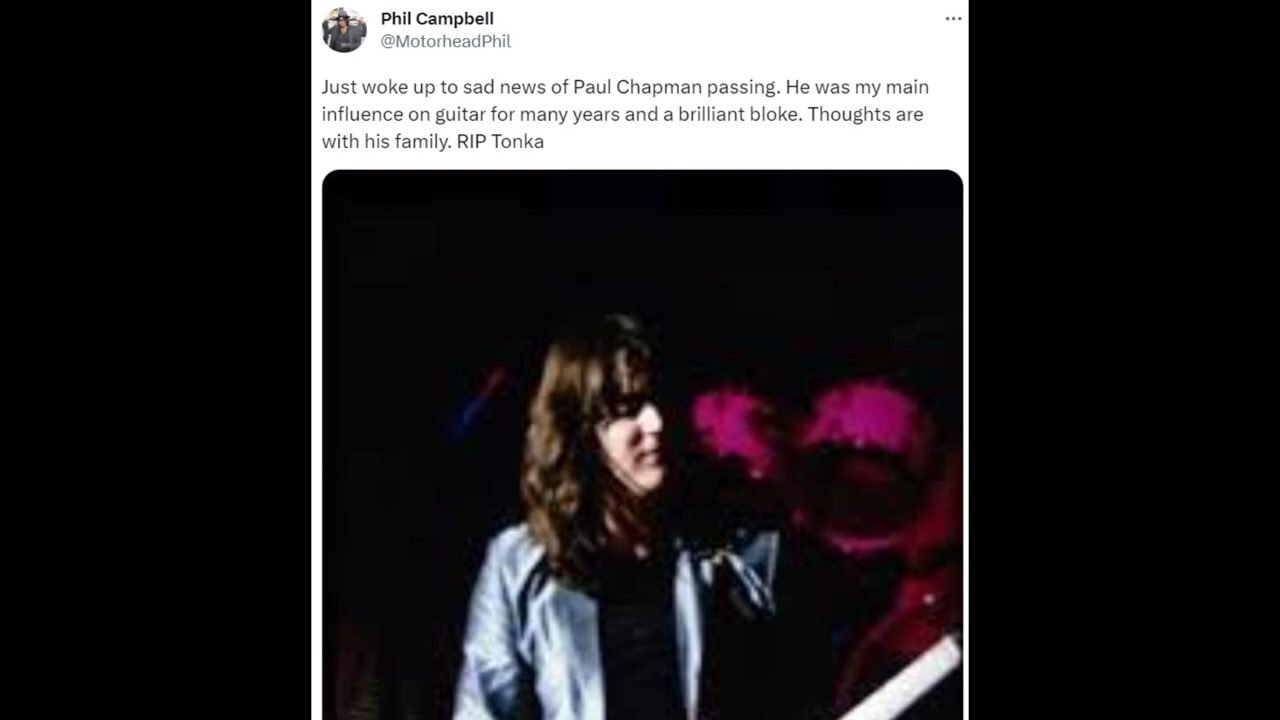 Phil Campbell
@MotorheadPhil
Just woke up to sad news of Paul Chapman passing. He was my main
influence on guitar for many years and a brilliant bloke. Thoughts are
with his family. RIP Tonka